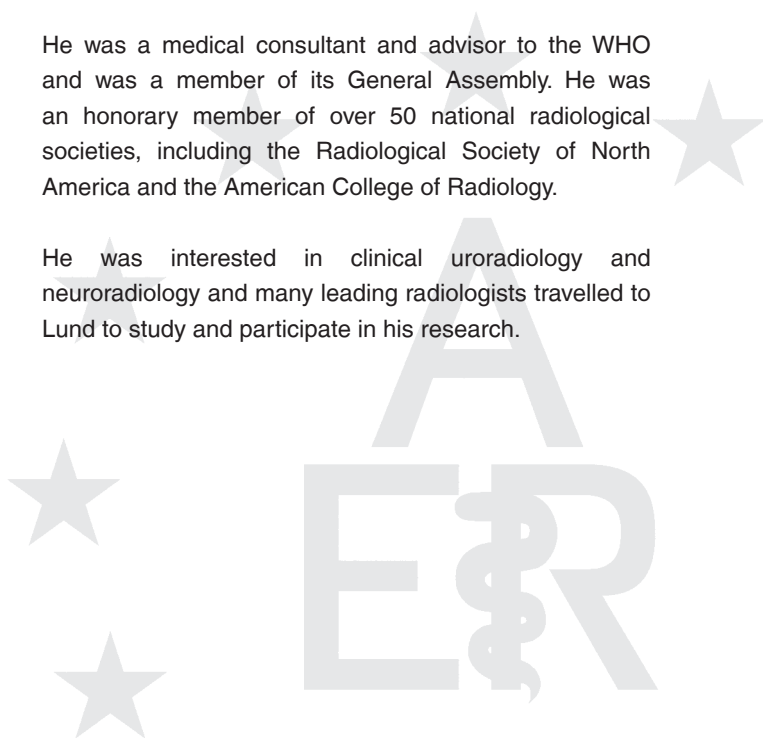 He was a medical consultant and advisor to the WHO
and was a member of its General Assembly. He was
an honorary member of over 50 national radiological
societies, including the Radiological Society of North
America and the American College of Radiology.
He was interested in clinical uroradiology and
neuroradiology and many leading radiologists travelled to
Lund to study and participate in his research.
A
ER